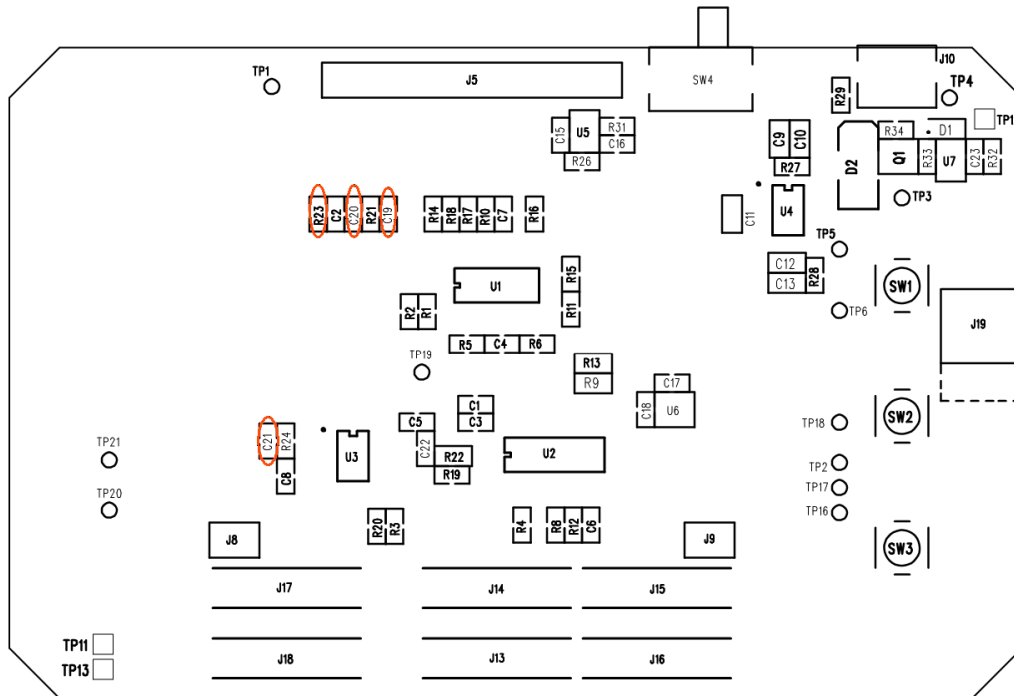 J10
TP1
J5
SW4
R29
TP4
TP1
C15
U5
R31
C16
R26
C9
C10
R27
R34
D1
D2
Q1
R33
U7
C23
R32
TP3
R23
C2
C20
R21
C19
R14
R18
R17
R10
C7
R16
C11
U4
TP5
C12
C13
R28
SW1
U1
R15
R11
R2
R1
TP6
J19
R5
C4
R6
TP19
R13
R9
C17
C18
U6
C1
C3
C5
SW2
TP18
C21
R24
U3
C22
R22
R19
U2
TP21
C8
TP2
TP17
TP20
TP16
R20
R3
R4
R8
R12
C6
J8
J9
SW3
J17
J14
J15
TP11
J18
J13
J16
TP13